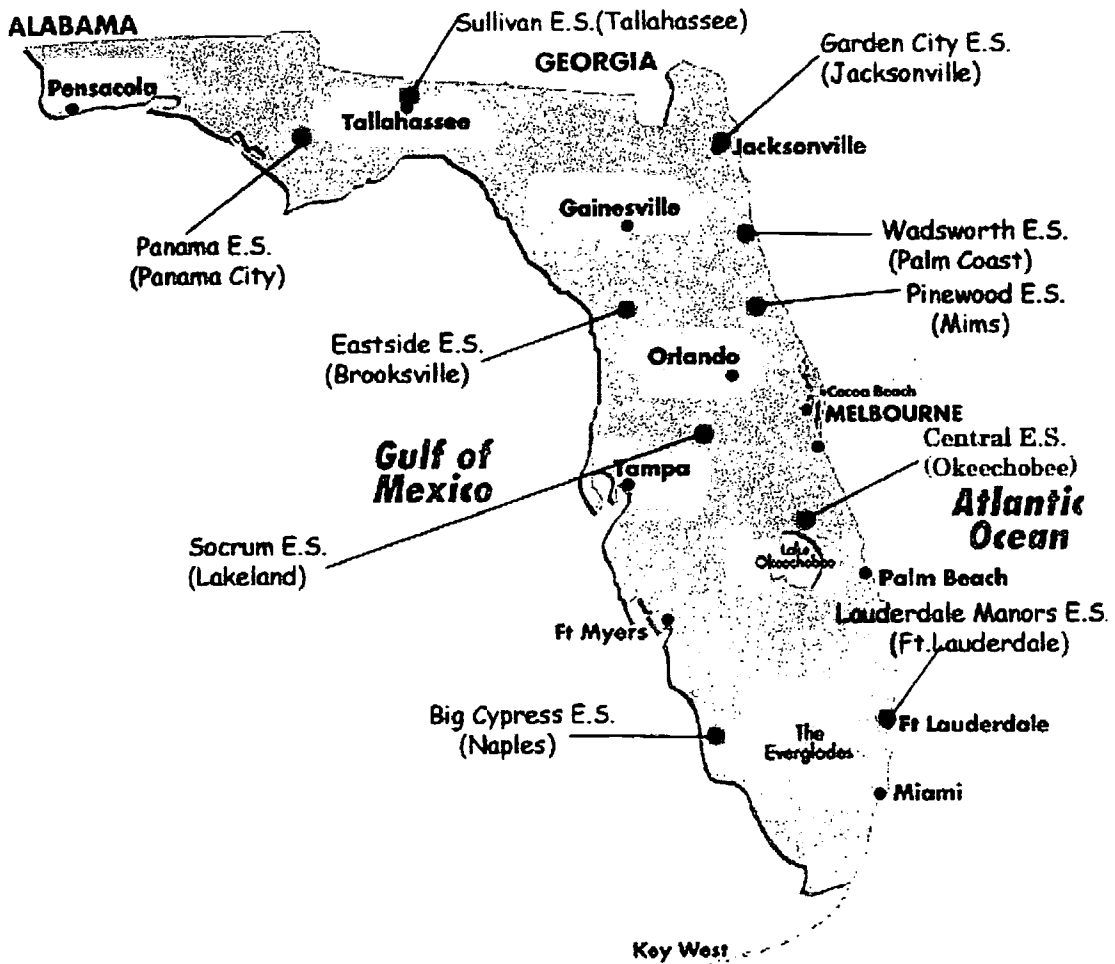 ALABAMA
Sullivan E.S.(Tallahassee)
GEORGIA
Garden City E.S.
(Jacksonville)
Pensacola
Tallahassee
Jacksonville
Gainesville
Panama E.S.
(Panama City)
Wadsworth E.S.
(Palm Coast)
Pinewood E.S.
(Mims)
Eastside E.S.
(Brooksville)
Orlando
Cocoa Beach
MELBOURNE
Central E.S.
(Okeechobee)
Gulf of
Mexico
Tampa
Atlantic
Ocean
Socrum E.S.
(Lakeland)
Lake
Okeechobee
Palm Beach
Lauderdale Manors E.S.
(Ft.Lauderdale)
Ft Myers
Big Cypress E.S.
(Naples)
The
Everglades
Ft Lauderdale
Miami
Key West